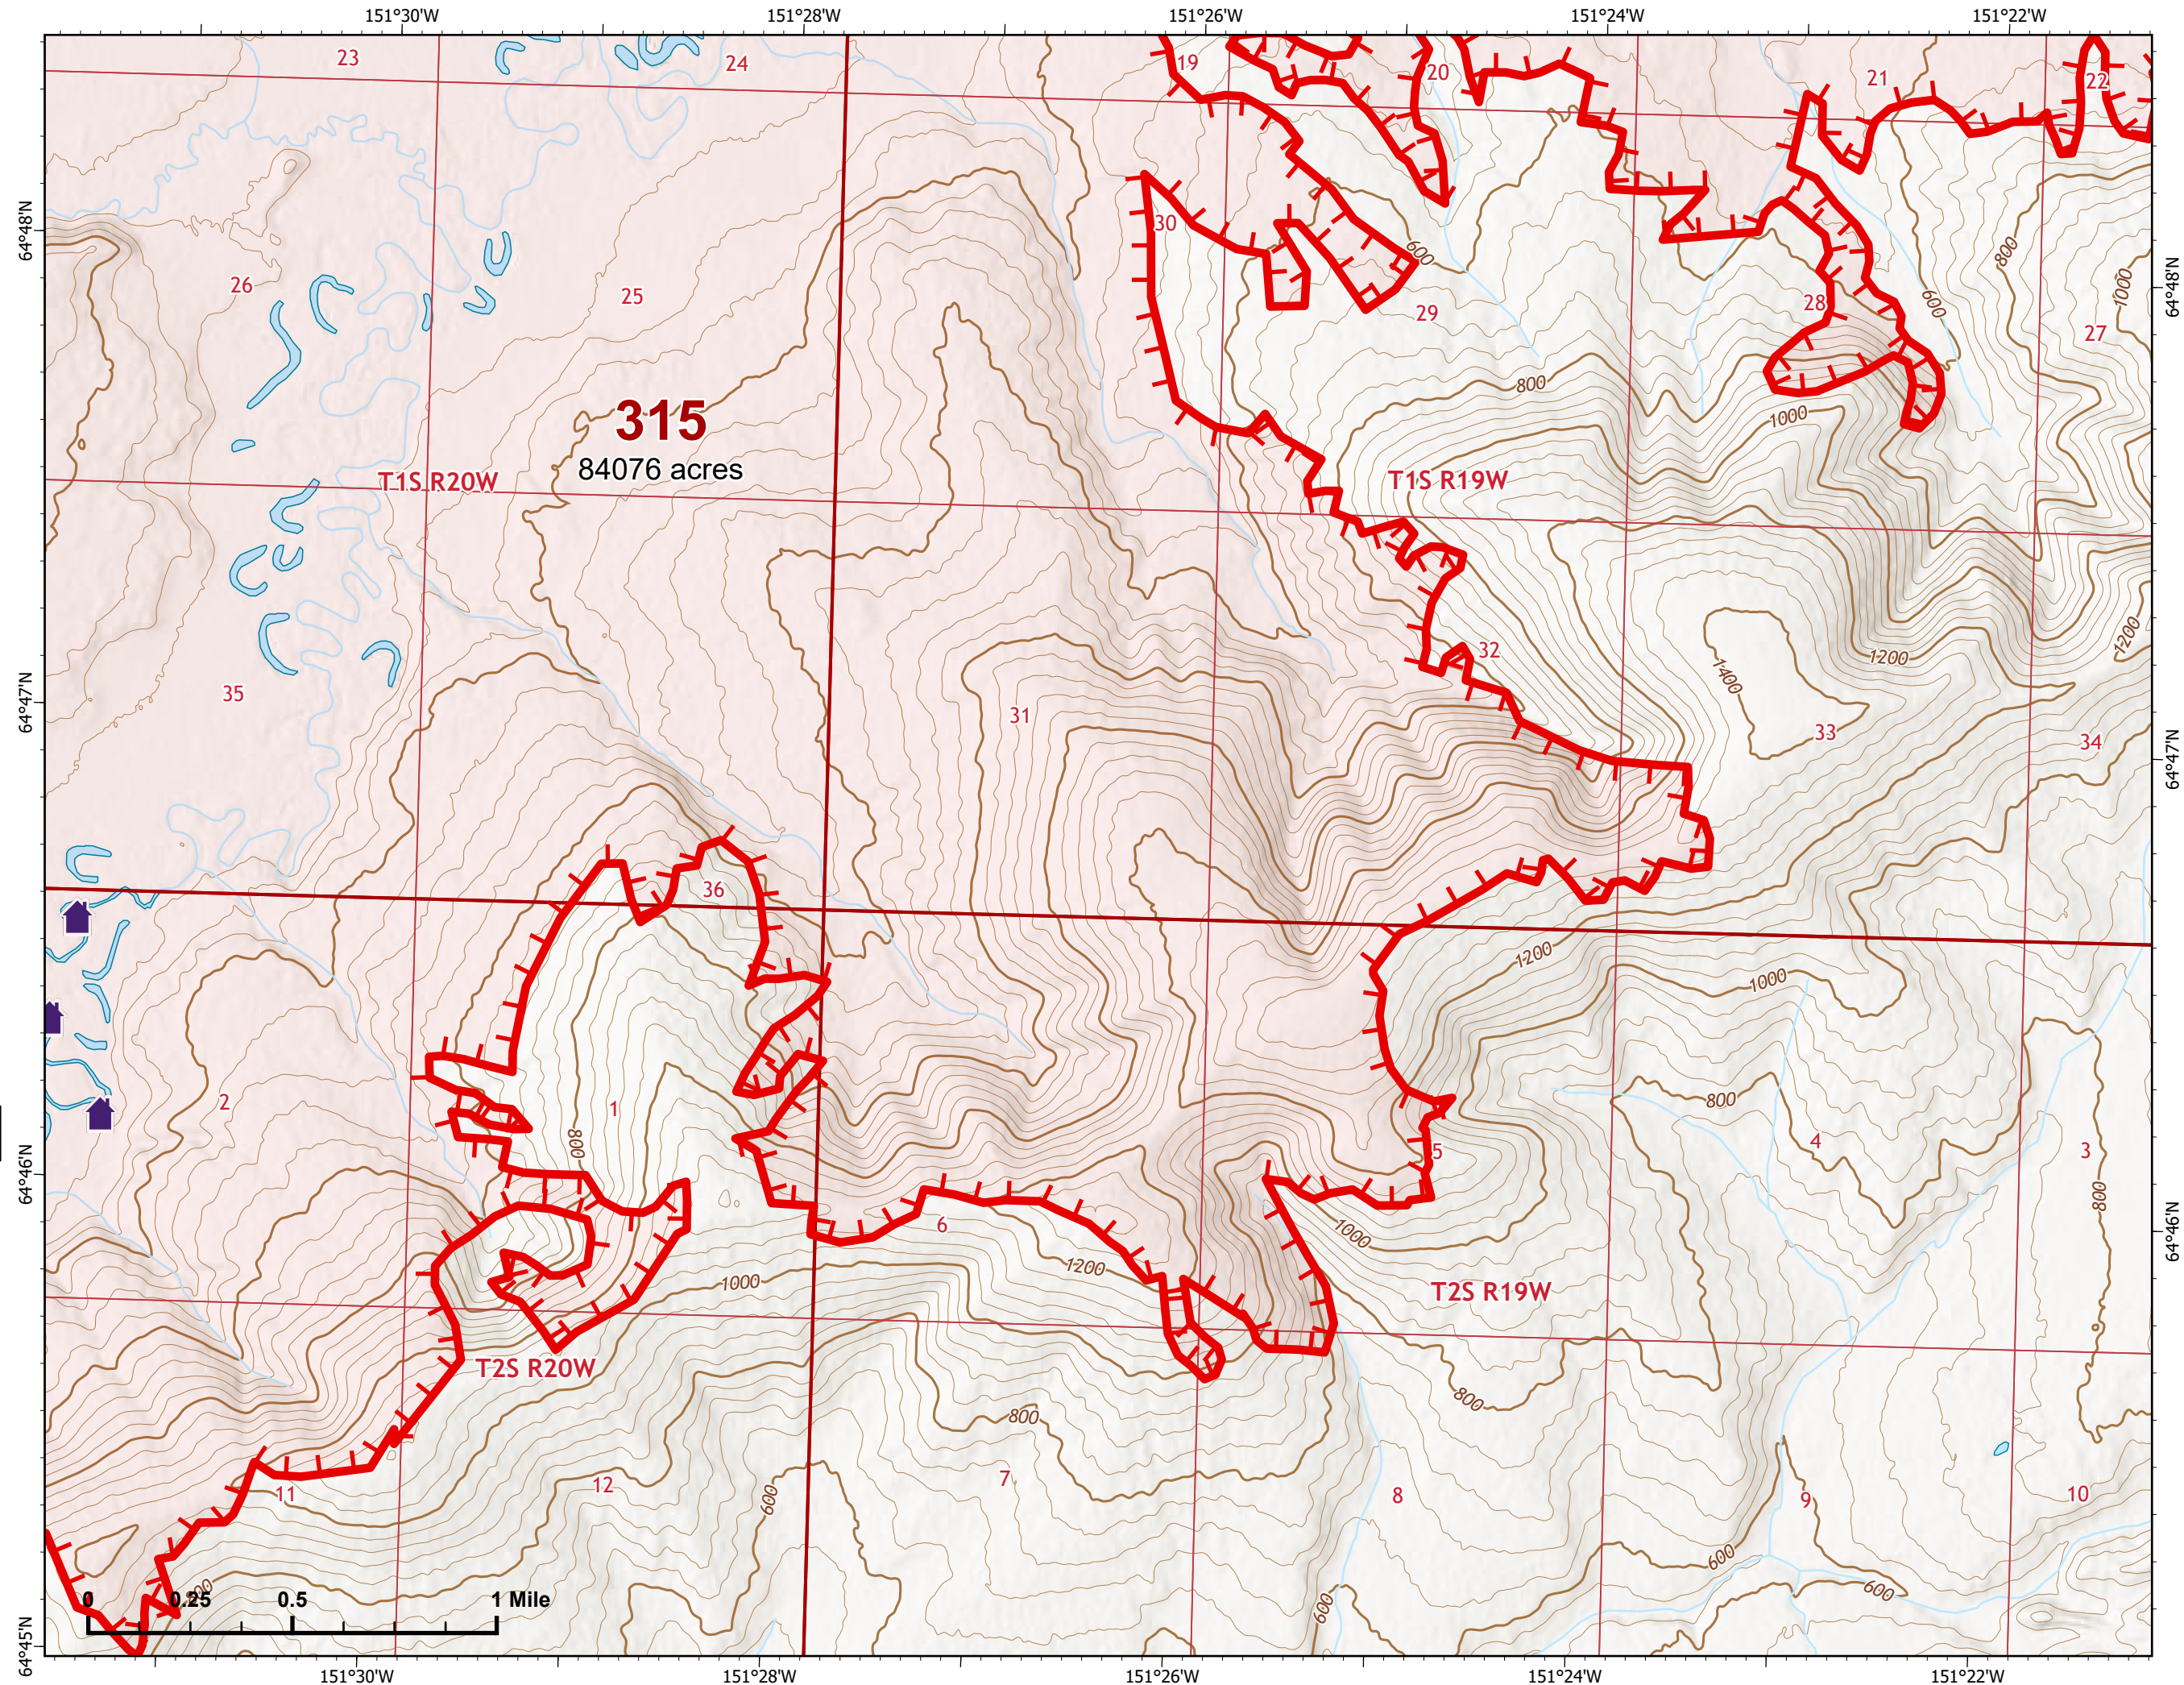 151°30'W 151°28'W 151°26'W 151°24'W 151°22'W
23 24 19 20 21 22
64°48'N 30 600 800 64°48'N
26 25 29 28 600 1000 27
315 800 1000
84076 acres
T1S R20W T1S R19W
32 1400 1200 1200
64°47'N 35 31 33 34 64°47'N
36
1200 1000
2 1 800 800 4 3
64°46'N 5 800 64°46'N
6 1000
1000 1200 T2S R19W
T2S R20W
800 800
11 12 600 7 8 9 10
600 600
0 0.25 0.5 1 Mile
600
64°45'N
151°30'W 151°28'W 151°26'W 151°24'W 151°22'W